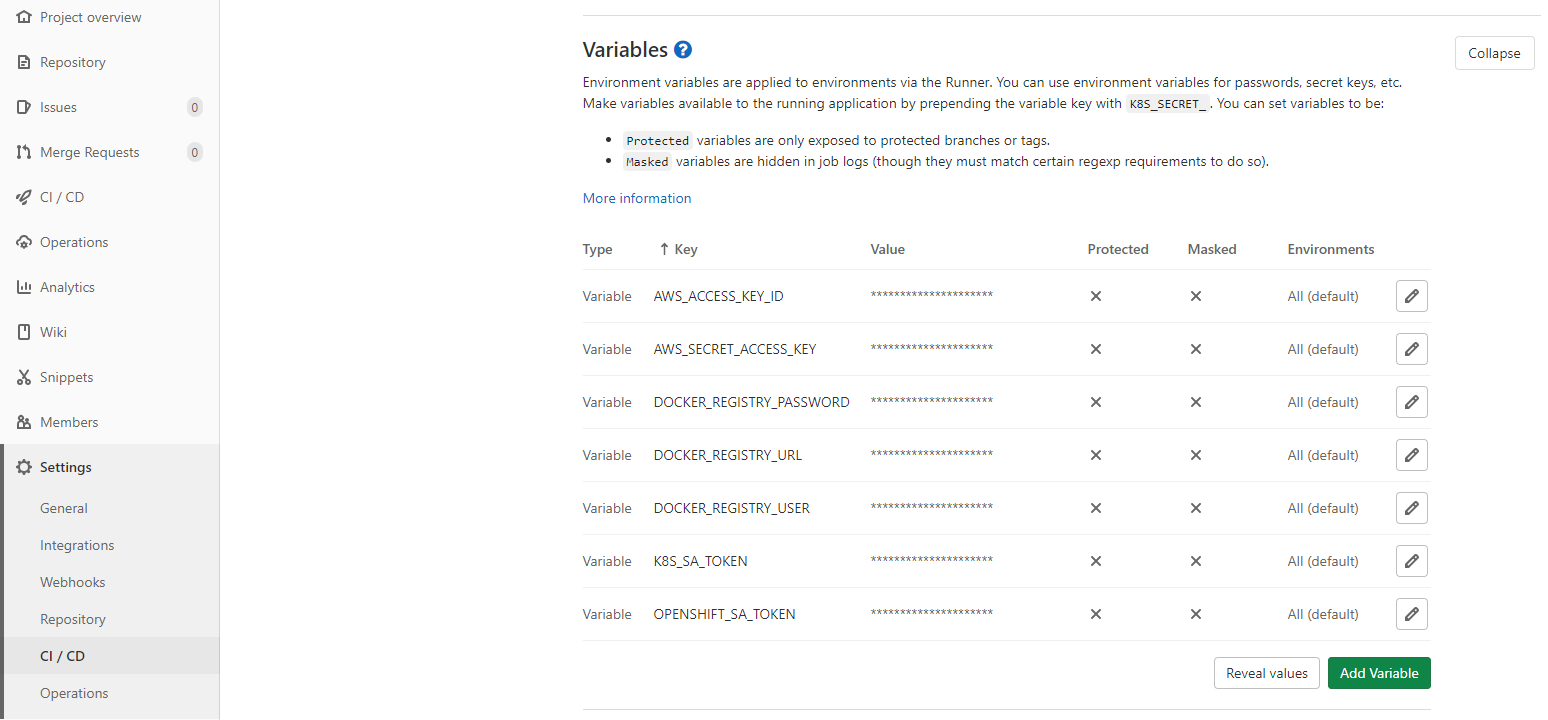 Project overview
Repository
Issues 0
Merge Requests 0
CI / CD
Operations
Analytics
Wiki
Snippets
Members
Settings
General
Integrations
Webhooks
Repository
CI / CD
Operations
Variables ?
Collapse
Environment variables are applied to environments via the Runner. You can use environment variables for passwords, secret keys, etc.
Make variables available to the running application by prepending the variable key with K8S_SECRET_. You can set variables to be:
• Protected variables are only exposed to protected branches or tags.
• Masked variables are hidden in job logs (though they must match certain regexp requirements to do so).
More information
Type ↑ Key Value Protected Masked Environments
Variable AWS_ACCESS_KEY_ID ********************* All (default)
Variable AWS_SECRET_ACCESS_KEY ********************* All (default)
Variable DOCKER_REGISTRY_PASSWORD ********************* All (default)
Variable DOCKER_REGISTRY_URL ********************* All (default)
Variable DOCKER_REGISTRY_USER ********************* All (default)
Variable K8S_SA_TOKEN ********************* All (default)
Variable OPENSHIFT_SA_TOKEN ********************* All (default)
Reveal values Add Variable